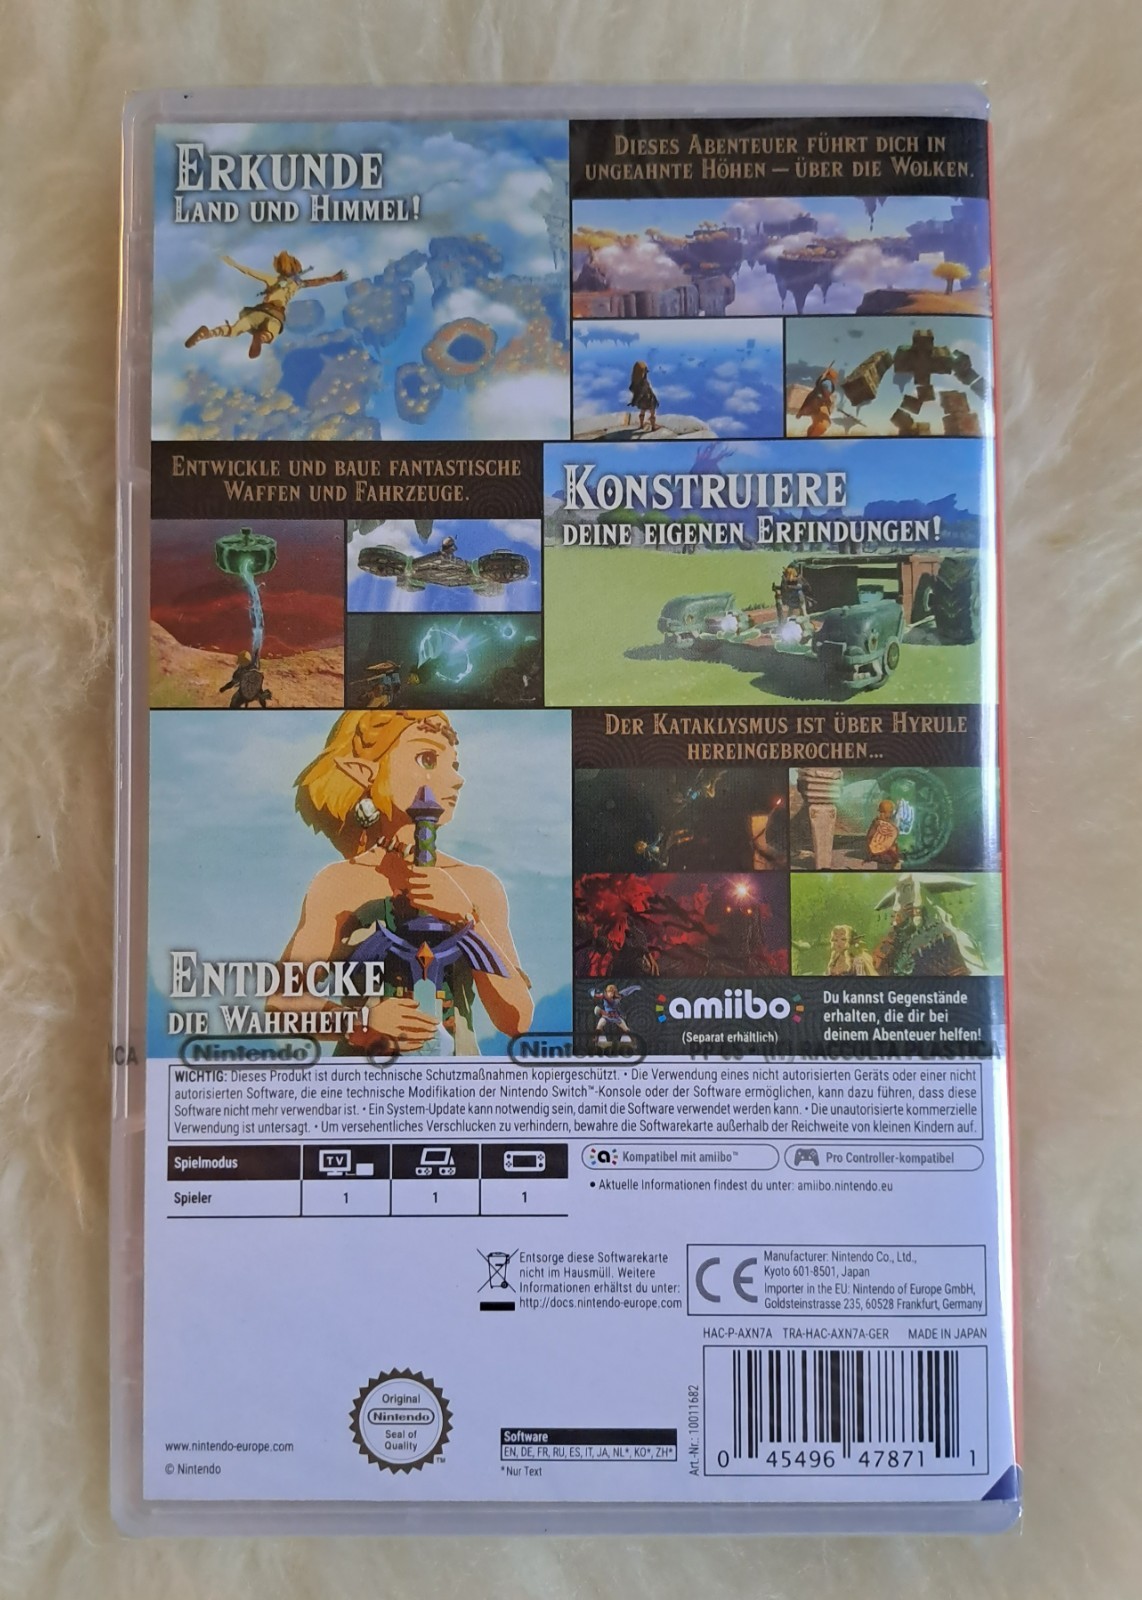 ERKUNDE
LAND UND HIMMEL!
DIESES ABENTEUER FÜHRT DICH IN
UNGEAHNTE HÖHEN – ÜBER DIE WOLKEN.
ENTWICKLE UND BAUE FANTASTISCHE
WAFFEN UND FAHRZEUGE.
KONSTRUIERE
DEINE EIGENEN ERFINDUNGEN!
DER KATAKLYSMUS IST ÜBER HYRULE
HEREINGEBROCHEN...
ENTDECKE
DIE WAHRHEIT!
amiibo
(Separat erhältlich)
Du kannst Gegenstände
erhalten, die dir bei
deinem Abenteuer helfen!
Nintendo
WICHTIG: Dieses Produkt ist durch technische Schutzmaßnahmen kopiergeschützt. • Die Verwendung eines nicht autorisierten Geräts oder einer nicht
autorisierten Software, die eine technische Modifikation der Nintendo Switch™-Konsole oder der Software ermöglichen, kann dazu führen, dass diese
Software nicht mehr verwendbar ist. • Ein System-Update kann notwendig sein, damit die Software verwendet werden kann. • Die unautorisierte kommerzielle
Verwendung ist untersagt. • Um versehentliches Verschlucken zu verhindern, bewahre die Softwarekarte außerhalb der Reichweite von kleinen Kindern auf.
Spielmodus TV
Spieler 1 1 1
a Kompatibel mit amiibo™
Pro Controller-kompatibel
• Aktuelle Informationen findest du unter: amiibo.nintendo.eu
Entsorge diese Softwarekarte
nicht im Hausmüll. Weitere
Informationen erhältst du unter:
http://docs.nintendo-europe.com
CE
Manufacturer: Nintendo Co., Ltd.,
Kyoto 601-8501, Japan
Importer in the EU: Nintendo of Europe GmbH,
Goldsteinstrasse 235, 60528 Frankfurt, Germany
HAC-P-AXN7A TRA-HAC-AXN7A-GER MADE IN JAPAN
Original
Nintendo
Seal of
Quality
TM
www.nintendo-europe.com
© Nintendo
Software
EN, DE, FR, RU, ES, IT, JA, NL*, KO*, ZH*
*Nur Text
Art.-Nr.: 10011682
0 45496 47871 1